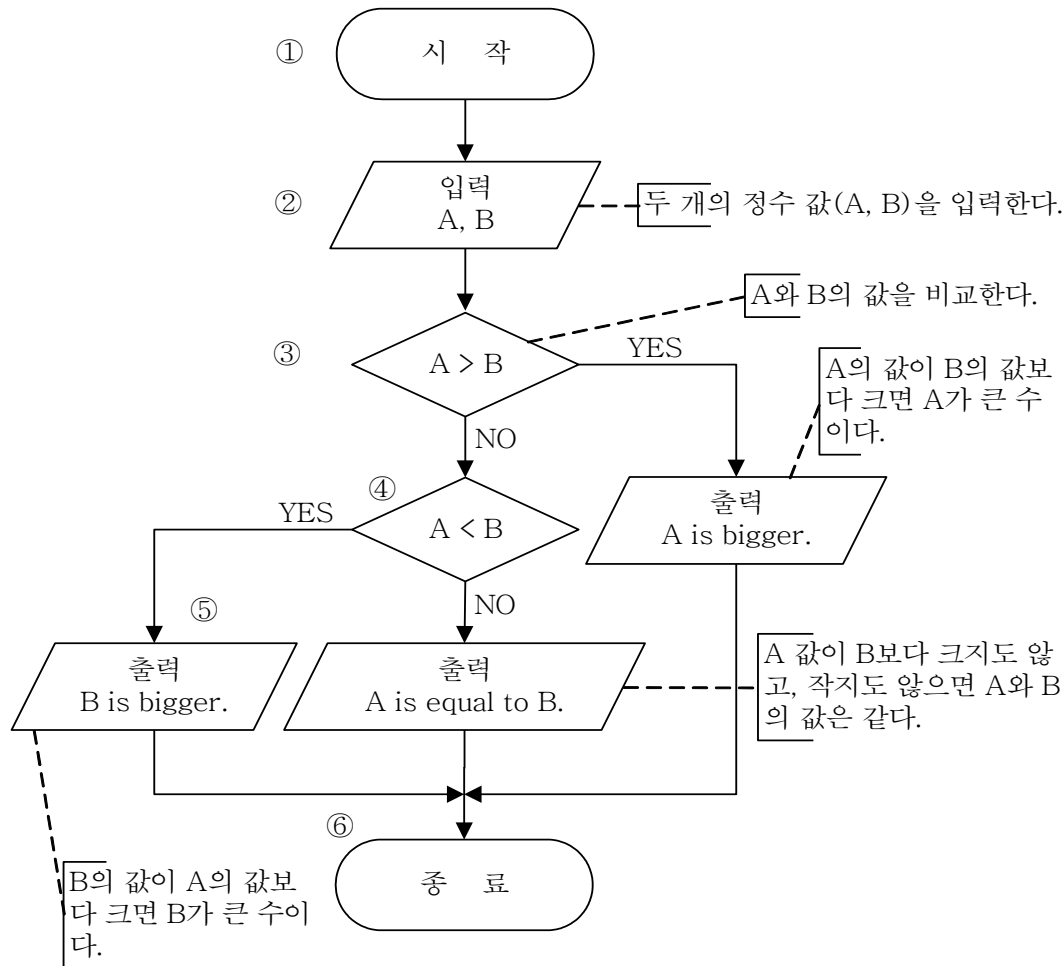 ①
시 작
②
입력
A, B
두 개의 정수 값(A, B)을 입력한다.
A와 B의 값을 비교한다.
③
A > B
YES
A의 값이 B의 값보
다 크면 A가 큰 수
이다.
NO
④
YES
A < B
출력
A is bigger.
NO
⑤
출력
B is bigger.
출력
A is equal to B.
A 값이 B보다 크지도 않
고, 작지도 않으면 A와 B
의 값은 같다.
⑥
종 료
B의 값이 A의 값보
다 크면 B가 큰 수이
다.